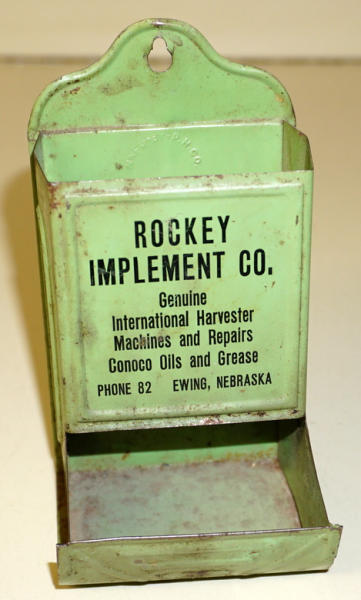 ROCKEY
IMPLEMENT CO.
Genuine
International Harvester
Machines and Repairs
Conoco Oils and Grease
PHONE 82 EWING, NEBRASKA